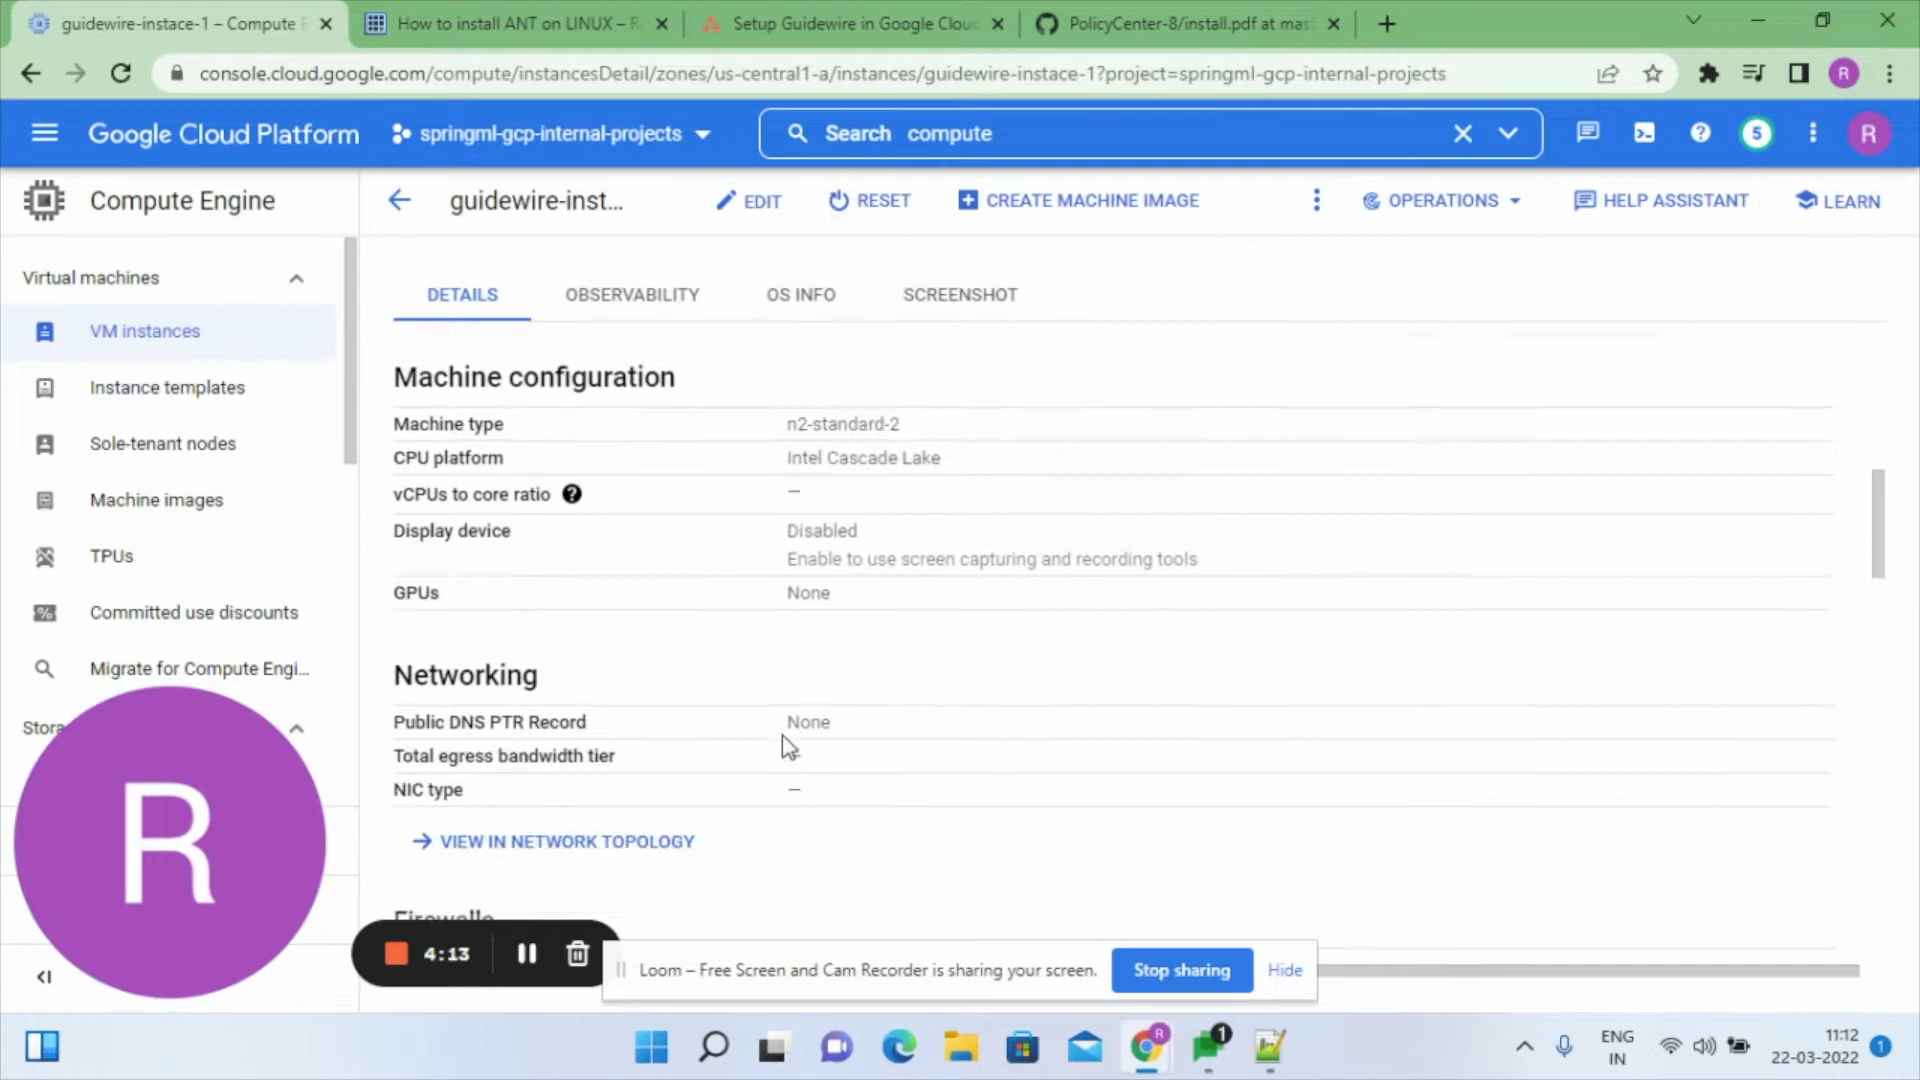 guidewire-instace-1 – Compute E
How to install ANT on LINUX – R
Setup Guidewire in Google Clou
PolicyCenter-8/install.pdf at mas
console.cloud.google.com/compute/instancesDetail/zones/us-central1-a/instances/guidewire-instace-1?project=springml-gcp-internal-projects
R
Google Cloud Platform
springml-gcp-internal-projects
Search compute
5
R
Compute Engine
guidewire-inst...
EDIT
RESET
CREATE MACHINE IMAGE
OPERATIONS
HELP ASSISTANT
LEARN
Virtual machines
VM instances
Instance templates
Sole-tenant nodes
Machine images
TPUs
Committed use discounts
Migrate for Compute Engi...
Stora
R
DETAILS
OBSERVABILITY
OS INFO
SCREENSHOT
Machine configuration
Machine type n2-standard-2
CPU platform Intel Cascade Lake
vCPUs to core ratio —
Display device Disabled
Enable to use screen capturing and recording tools
GPUs None
Networking
Public DNS PTR Record None
Total egress bandwidth tier
NIC type —
VIEW IN NETWORK TOPOLOGY
Firewalls
4:13
Loom – Free Screen and Cam Recorder is sharing your screen.
Stop sharing
Hide
R
1
ENG
IN
11:12
22-03-2022
1